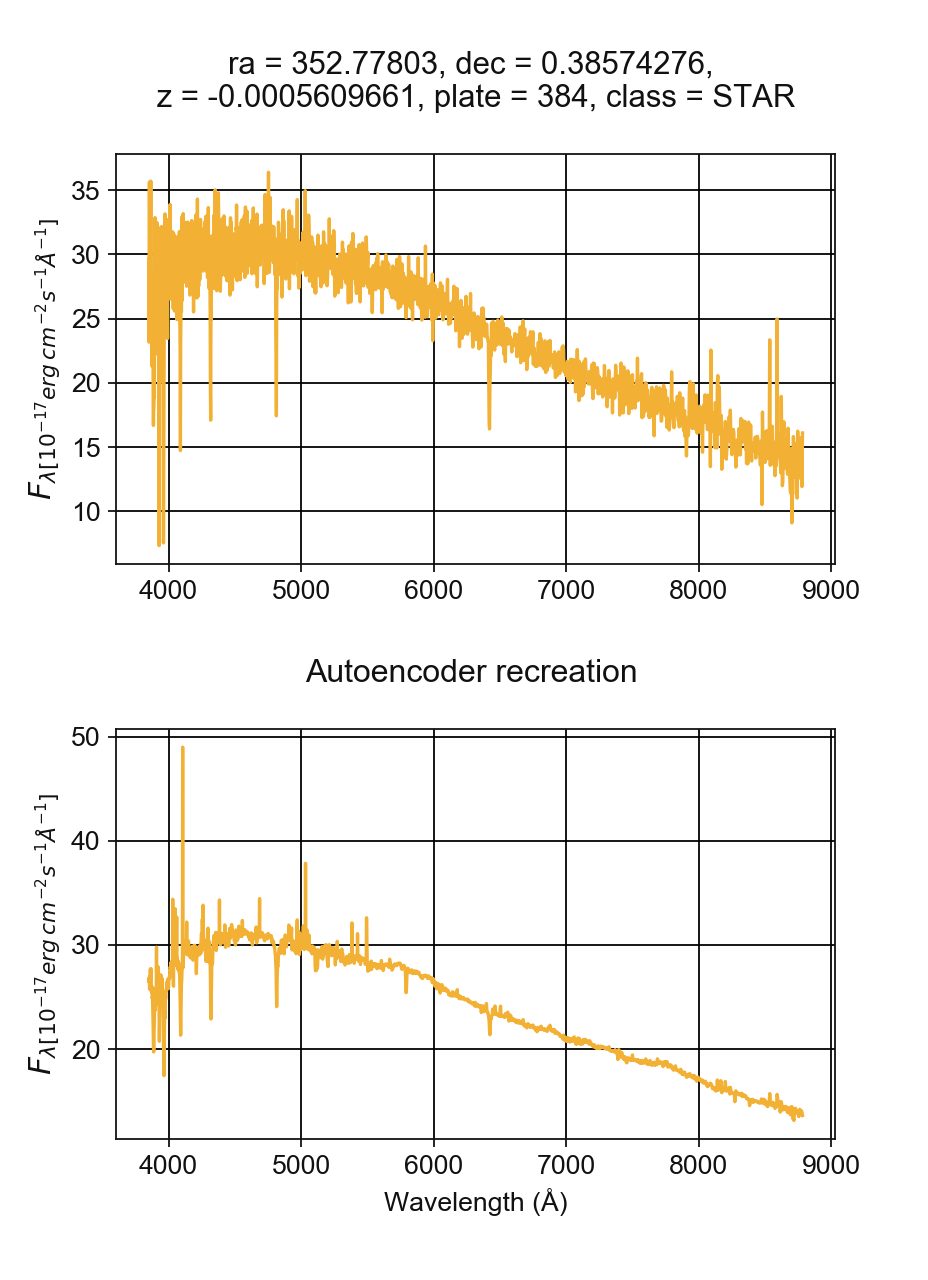 ra = 352.77803, dec = 0.38574276,
z = -0.0005609661, plate = 384, class = STAR
35
30
25
20
15
10
F_λ[10⁻¹⁷erg cm⁻²s⁻¹Å⁻¹]
4000 5000 6000 7000 8000 9000
Autoencoder recreation
50
40
30
20
F_λ[10⁻¹⁷erg cm⁻²s⁻¹Å⁻¹]
4000 5000 6000 7000 8000 9000
Wavelength (Å)